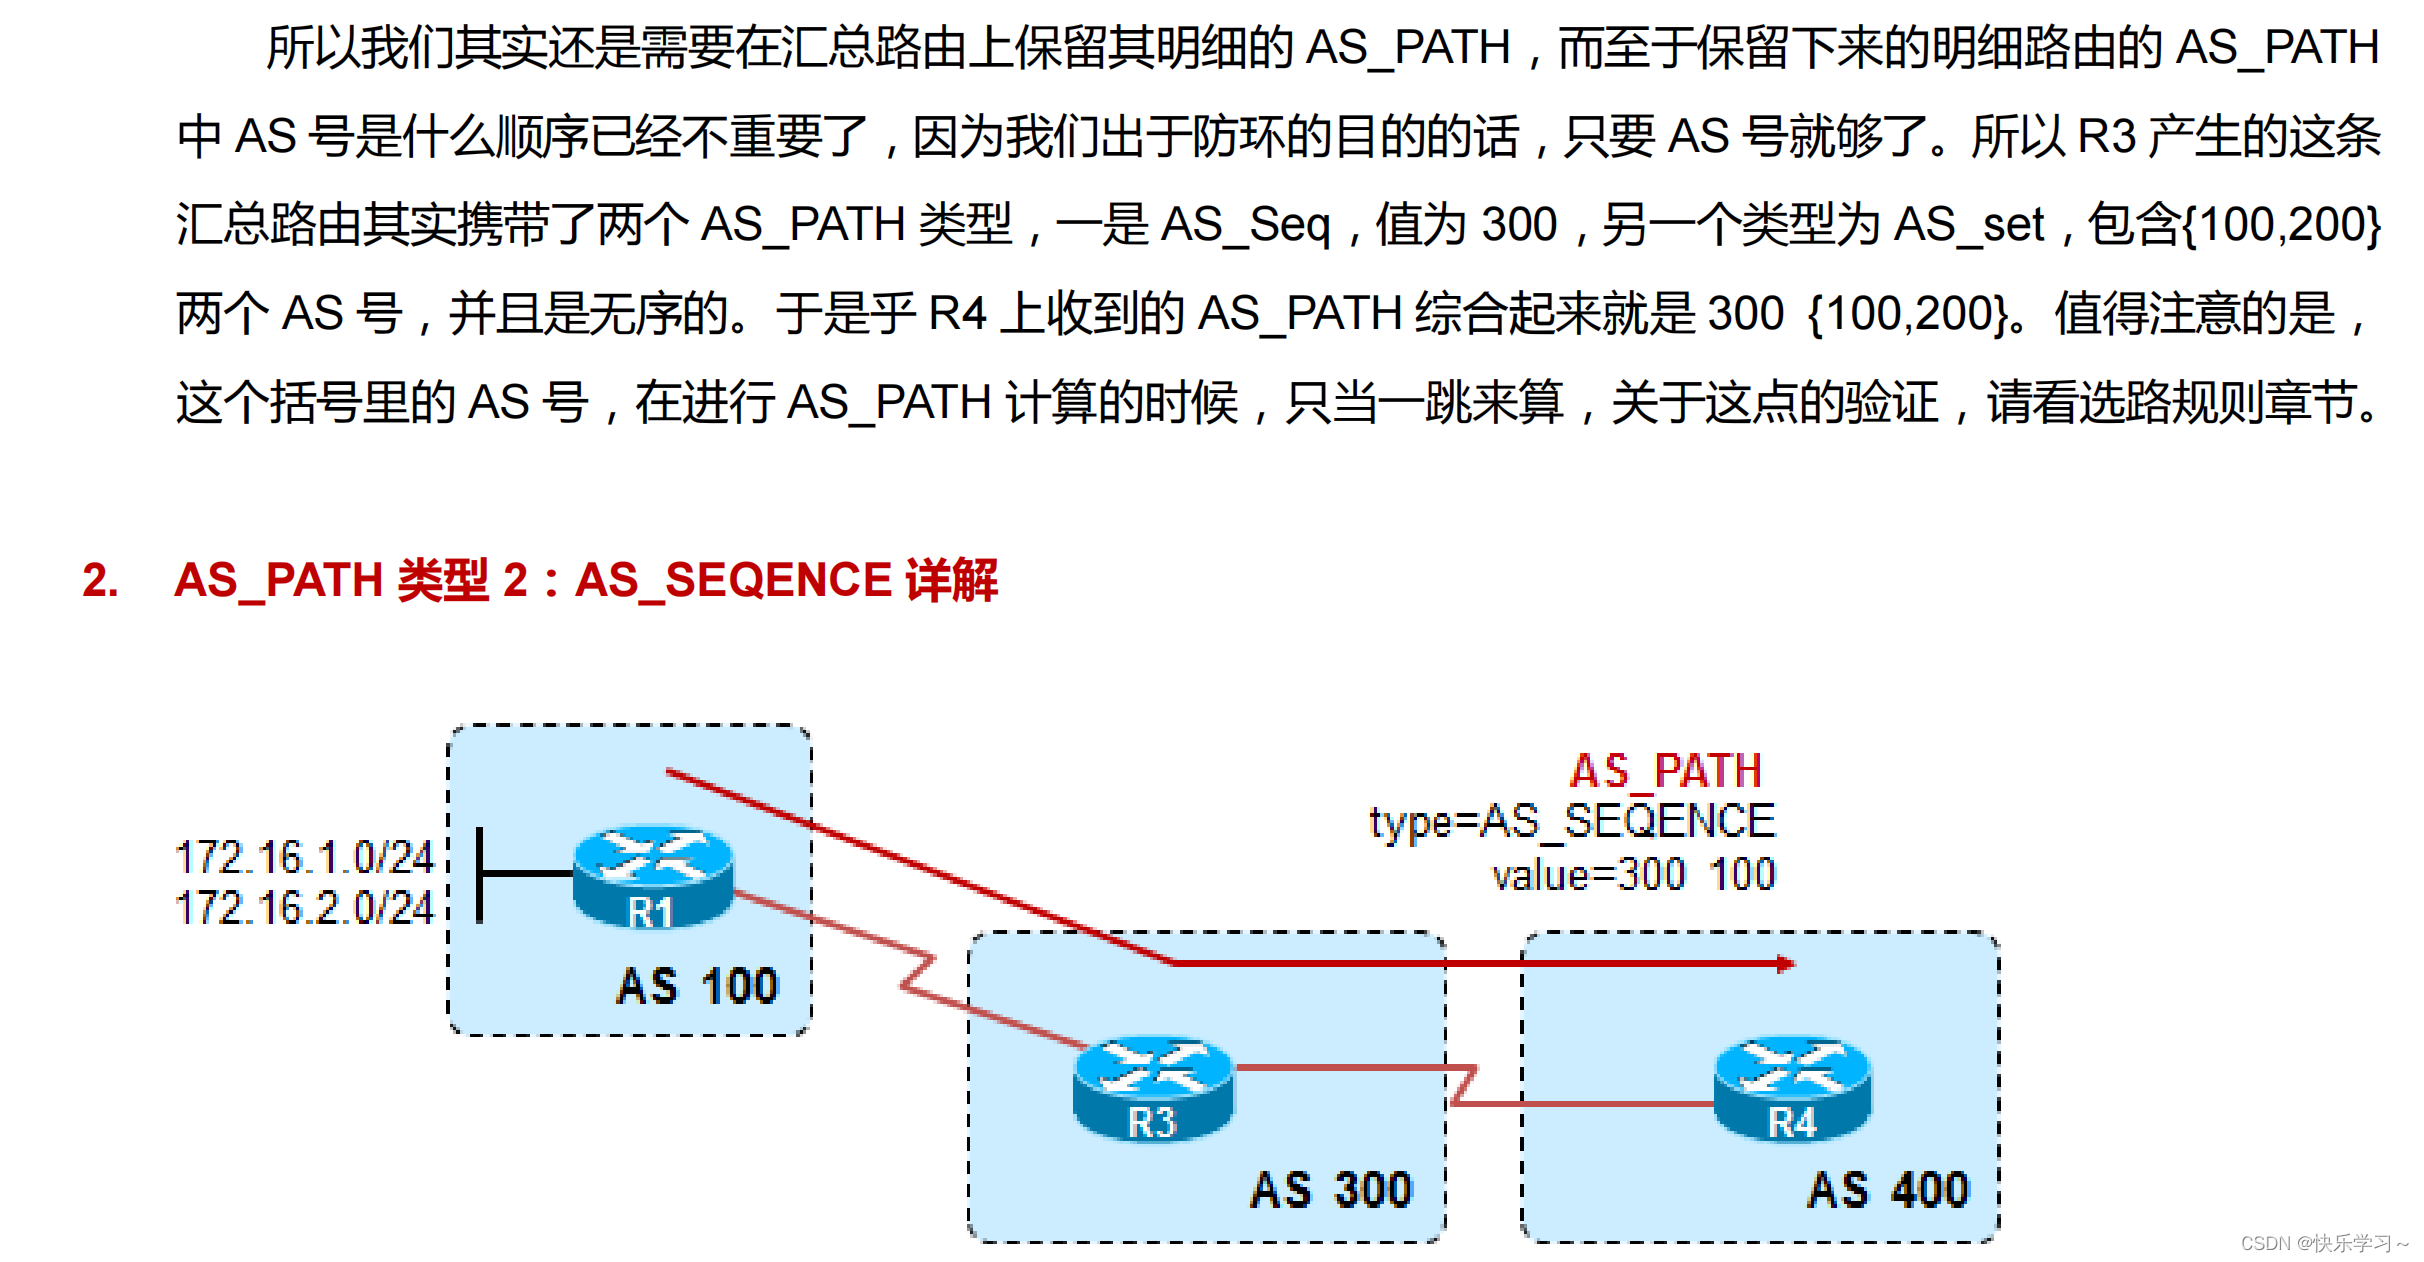 所以我们其实还是需要在汇总路由上保留其明细的 AS_PATH，而至于保留下来的明细路由的 AS_PATH
中 AS 号是什么顺序已经不重要了，因为我们出于防环的目的的话，只要 AS 号就够了。所以 R3 产生的这条
汇总路由其实携带了两个 AS_PATH 类型，一是 AS_Seq，值为 300，另一个类型为 AS_set，包含{100,200}
两个 AS 号，并且是无序的。于是乎 R4 上收到的 AS_PATH 综合起来就是 300 {100,200}。值得注意的是，
这个括号里的 AS 号，在进行 AS_PATH 计算的时候，只当一跳来算，关于这点的验证，请看选路规则章节。
2. AS_PATH 类型 2：AS_SEQENCE 详解
AS_PATH
type=AS_SEQENCE
value=300 100
172.16.1.0/24
172.16.2.0/24
R1
AS 100
R3
AS 300
R4
AS 400
CSDN @快乐学习～